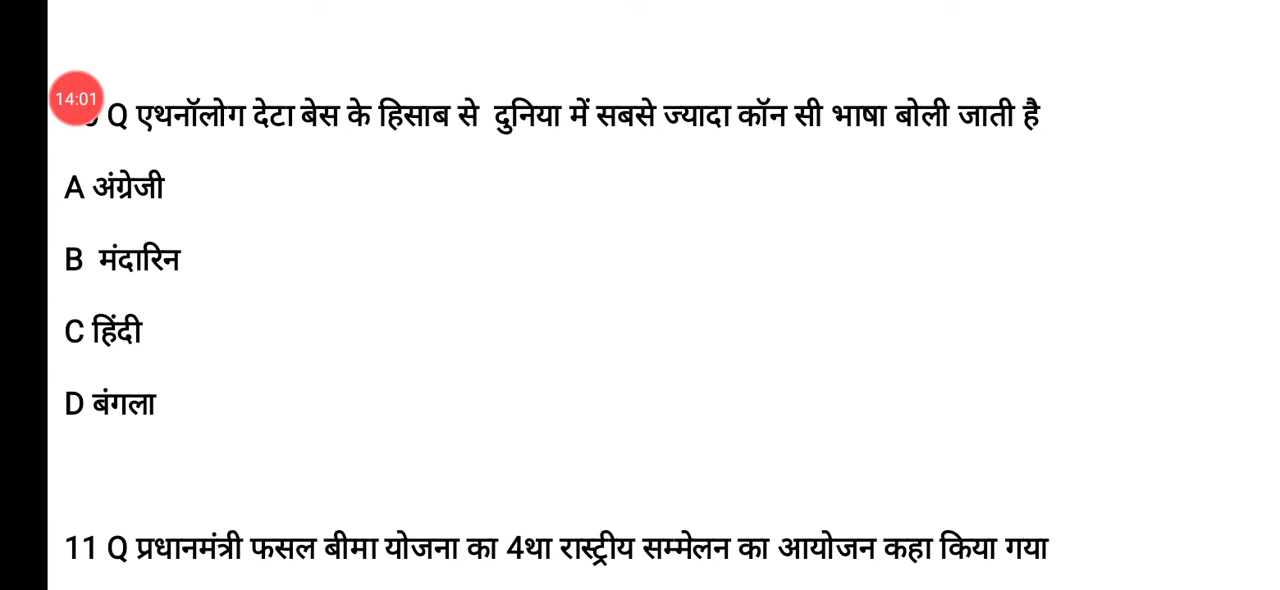 14:01
Q एथनॉलोग देटा बेस के हिसाब से दुनिया में सबसे ज्यादा कॉन सी भाषा बोली जाती है
A अंग्रेजी
B मंदारिन
C हिंदी
D बंगला
11 Q प्रधानमंत्री फसल बीमा योजना का 4था रास्ट्रीय सम्मेलन का आयोजन कहा किया गया